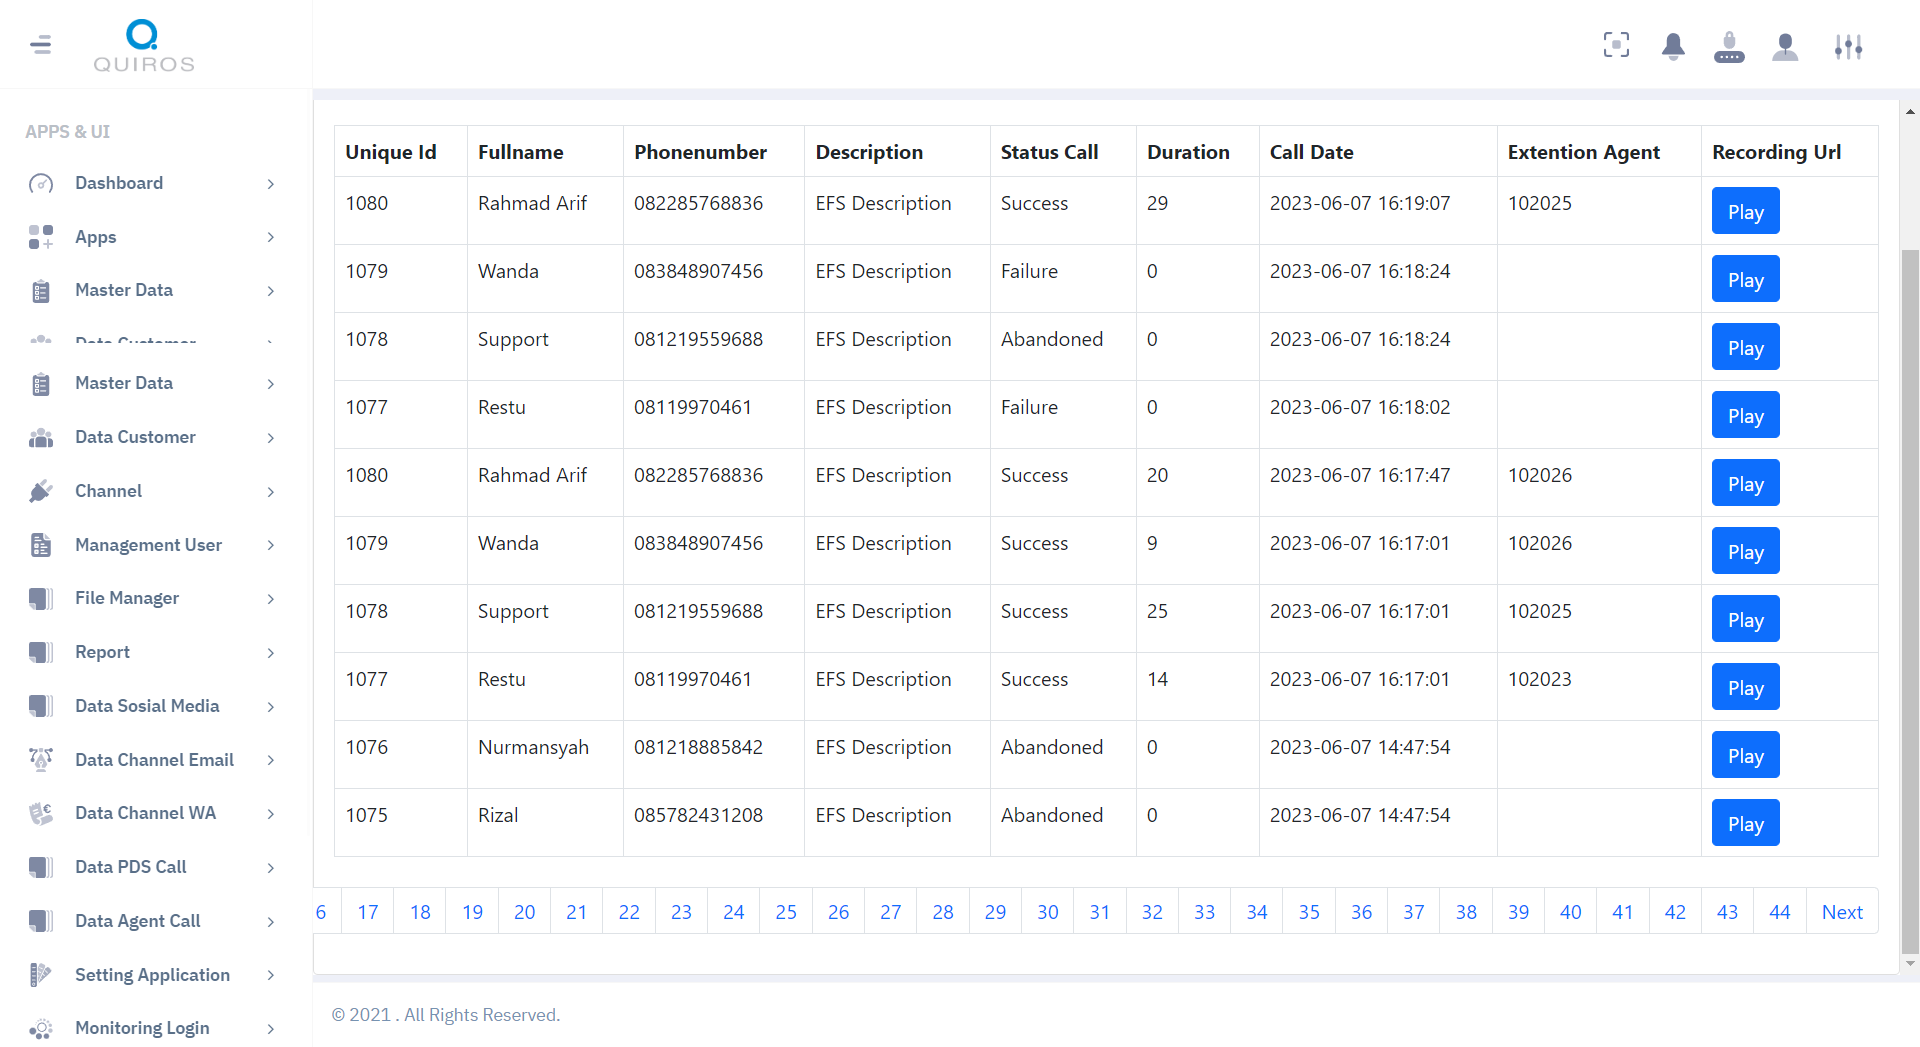 QUIROS
APPS & UI
Dashboard
Apps
Master Data
Data Customer
Master Data
Data Customer
Channel
Management User
File Manager
Report
Data Sosial Media
Data Channel Email
Data Channel WA
Data PDS Call
Data Agent Call
Setting Application
Monitoring Login
Unique Id Fullname Phonenumber Description Status Call Duration Call Date Extention Agent Recording Url
1080 Rahmad Arif 082285768836 EFS Description Success 29 2023-06-07 16:19:07 102025 Play
1079 Wanda 083848907456 EFS Description Failure 0 2023-06-07 16:18:24 Play
1078 Support 081219559688 EFS Description Abandoned 0 2023-06-07 16:18:24 Play
1077 Restu 08119970461 EFS Description Failure 0 2023-06-07 16:18:02 Play
1080 Rahmad Arif 082285768836 EFS Description Success 20 2023-06-07 16:17:47 102026 Play
1079 Wanda 083848907456 EFS Description Success 9 2023-06-07 16:17:01 102026 Play
1078 Support 081219559688 EFS Description Success 25 2023-06-07 16:17:01 102025 Play
1077 Restu 08119970461 EFS Description Success 14 2023-06-07 16:17:01 102023 Play
1076 Nurmansyah 081218885842 EFS Description Abandoned 0 2023-06-07 14:47:54 Play
1075 Rizal 085782431208 EFS Description Abandoned 0 2023-06-07 14:47:54 Play
6 17 18 19 20 21 22 23 24 25 26 27 28 29 30 31 32 33 34 35 36 37 38 39 40 41 42 43 44 Next
© 2021 . All Rights Reserved.